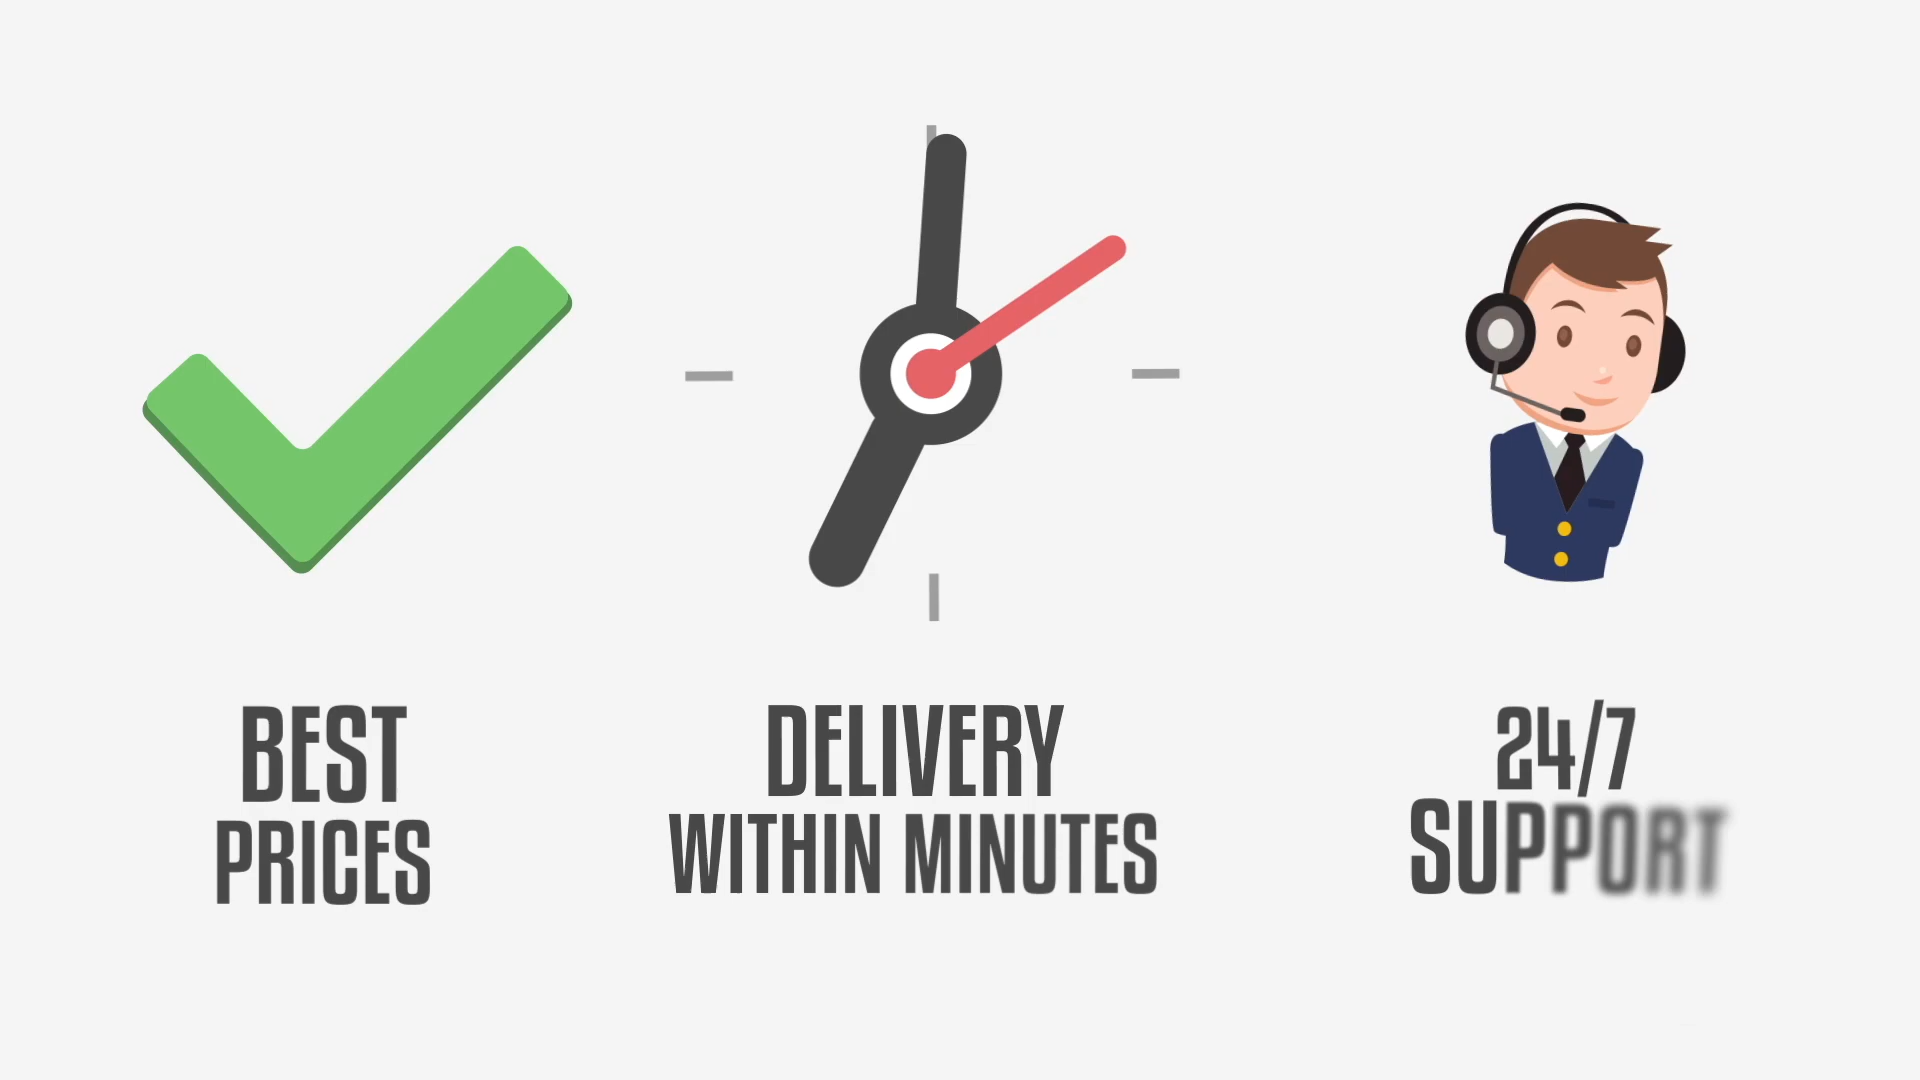 BEST
PRICES
DELIVERY
WITHIN MINUTES
24/7
SUPPORT